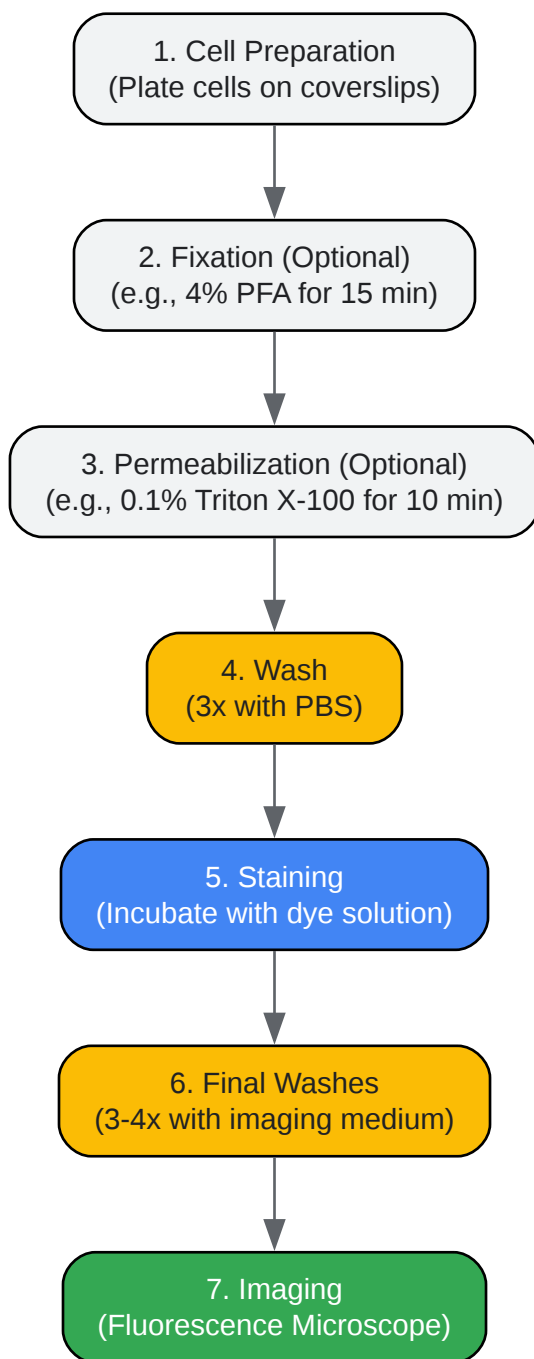 1. Cell Preparation
(Plate cells on coverslips)
2. Fixation (Optional)
(e.g., 4% PFA for 15 min)
3. Permeabilization (Optional)
(e.g., 0.1% Triton X-100 for 10 min)
4. Wash
(3x with PBS)
5. Staining
(Incubate with dye solution)
6. Final Washes
(3-4x with imaging medium)
7. Imaging
(Fluorescence Microscope)